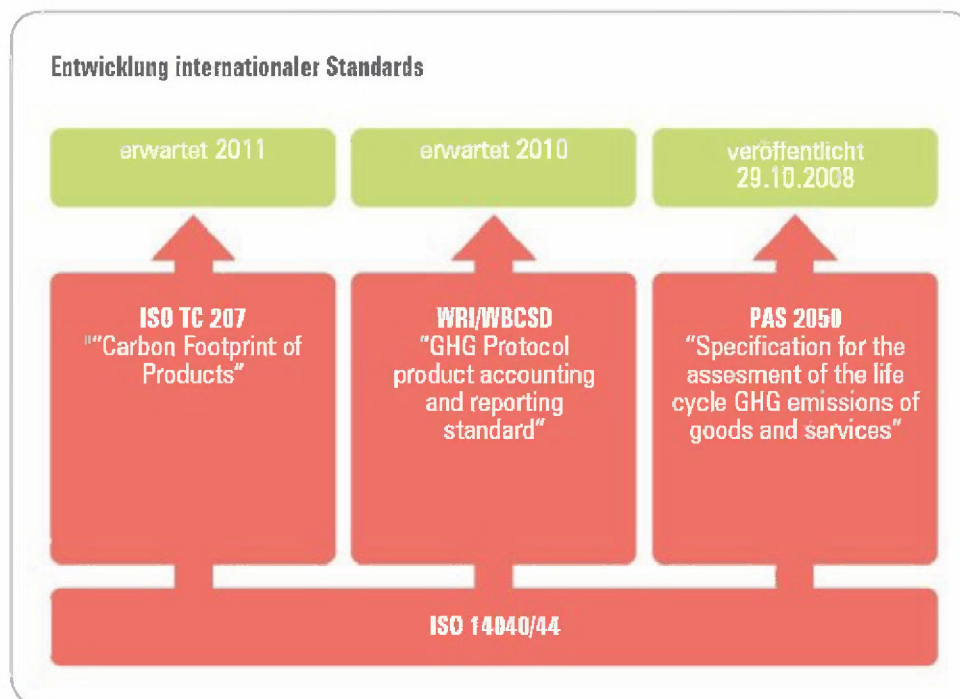 Entwicklung internationaler Standards
erwartet 2011
erwartet 2010
veröffentlicht
29.10.2008
ISO TC 207
"“Carbon Footprint of
Products”
WRI/WBCSD
“GHG Protocol
product accounting
and reporting
standard”
PAS 2050
“Specification for the
assesment of the life
cycle GHG emissions of
goods and services”
ISO 14040/44